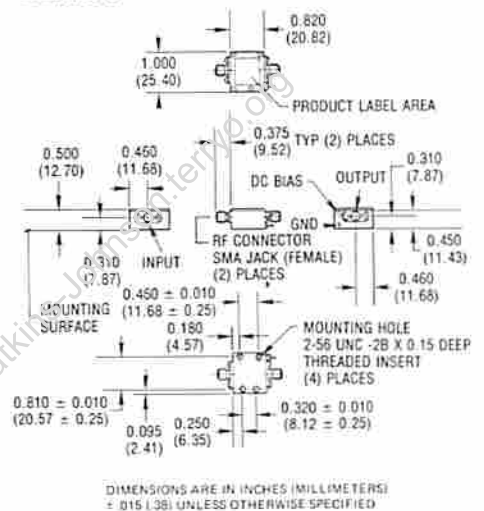 0.820
(20.82)
1.000
(25.40)
PRODUCT LABEL AREA
0.375 TYP (2) PLACES
(9.52)
0.500
(12.70)
0.460
(11.68)
DC BIAS
OUTPUT
0.310
(7.87)
GND
0.310
(7.87)
INPUT
RF CONNECTOR
SMA JACK (FEMALE)
(2) PLACES
0.450
(11.43)
0.460
(11.68)
MOUNTING
SURFACE
0.460 ± 0.010
(11.68 ± 0.25)
0.180
(4.57)
MOUNTING HOLE
2-56 UNC -2B X 0.15 DEEP
THREADED INSERT
(4) PLACES
0.810 ± 0.010
(20.57 ± 0.25)
0.095
(2.41)
0.250
(6.35)
0.320 ± 0.010
(8.12 ± 0.25)
DIMENSIONS ARE IN INCHES (MILLIMETERS)
± .015 (.38) UNLESS OTHERWISE SPECIFIED